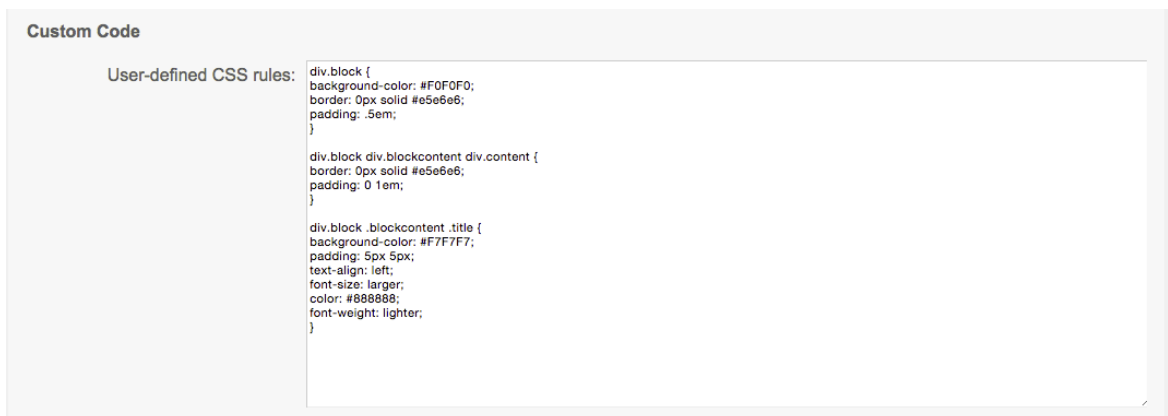 Custom Code
User-defined CSS rules:
div.block {
background-color: #F0F0F0;
border: 0px solid #e5e6e6;
padding: .5em;
}
div.block div.blockcontent div.content {
border: 0px solid #e5e6e6;
padding: 0 1em;
}
div.block .blockcontent .title {
background-color: #F7F7F7;
padding: 5px 5px;
text-align: left;
font-size: larger;
color: #888888;
font-weight: lighter;
}